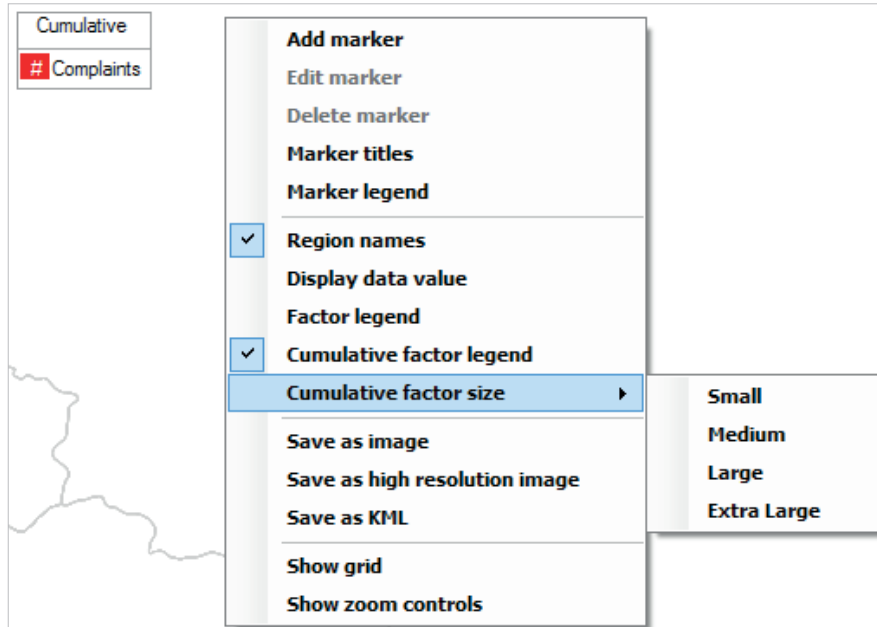 Cumulative
# Complaints
Add marker
Edit marker
Delete marker
Marker titles
Marker legend
Region names
Display data value
Factor legend
Cumulative factor legend
Cumulative factor size
Small
Medium
Large
Extra Large
Save as image
Save as high resolution image
Save as KML
Show grid
Show zoom controls